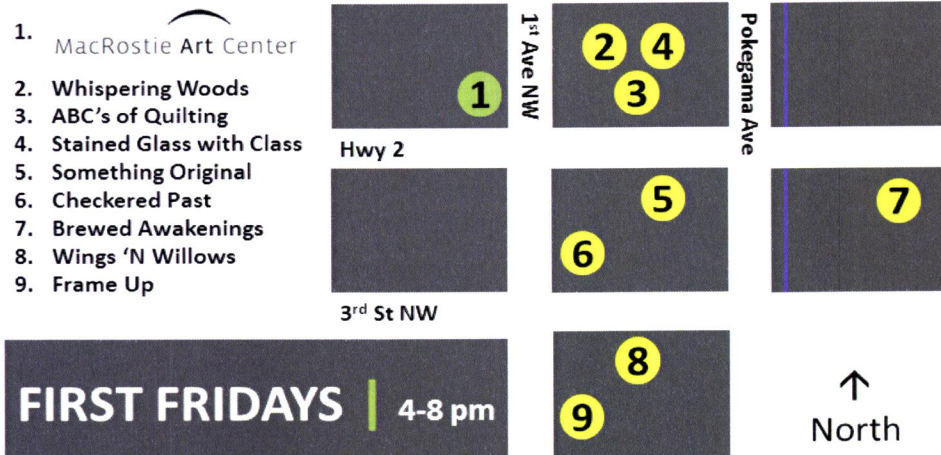 1. MacRostie Art Center
2. Whispering Woods
3. ABC's of Quilting
4. Stained Glass with Class
5. Something Original
6. Checkered Past
7. Brewed Awakenings
8. Wings 'N Willows
9. Frame Up
1st Ave NW
Pokegama Ave
2
4
3
1
Hwy 2
5
7
6
3rd St NW
8
9
FIRST FRIDAYS | 4-8 pm
↑
North